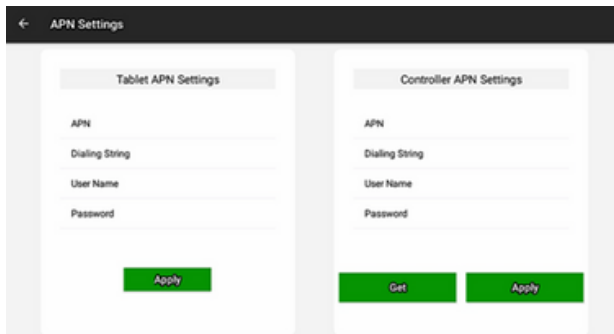 APN Settings
Tablet APN Settings
APN
Dialing String
User Name
Password
Apply
Controller APN Settings
APN
Dialing String
User Name
Password
Get
Apply